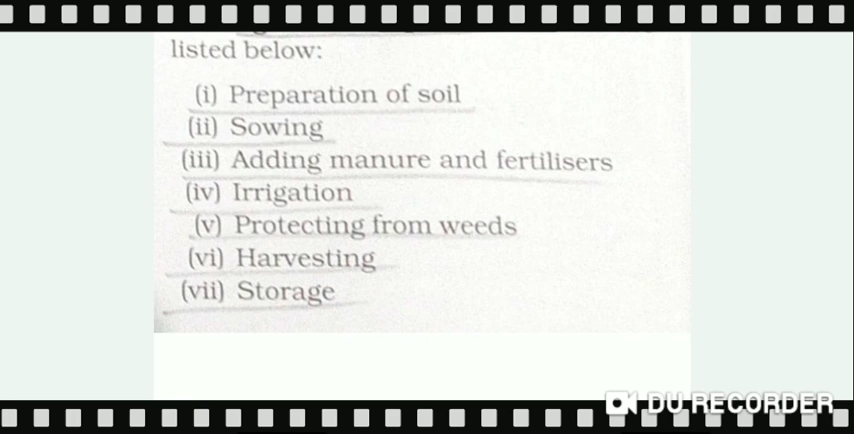 listed below:
(i) Preparation of soil
(ii) Sowing
(iii) Adding manure and fertilisers
(iv) Irrigation
(v) Protecting from weeds
(vi) Harvesting
(vii) Storage
DU RECORDER